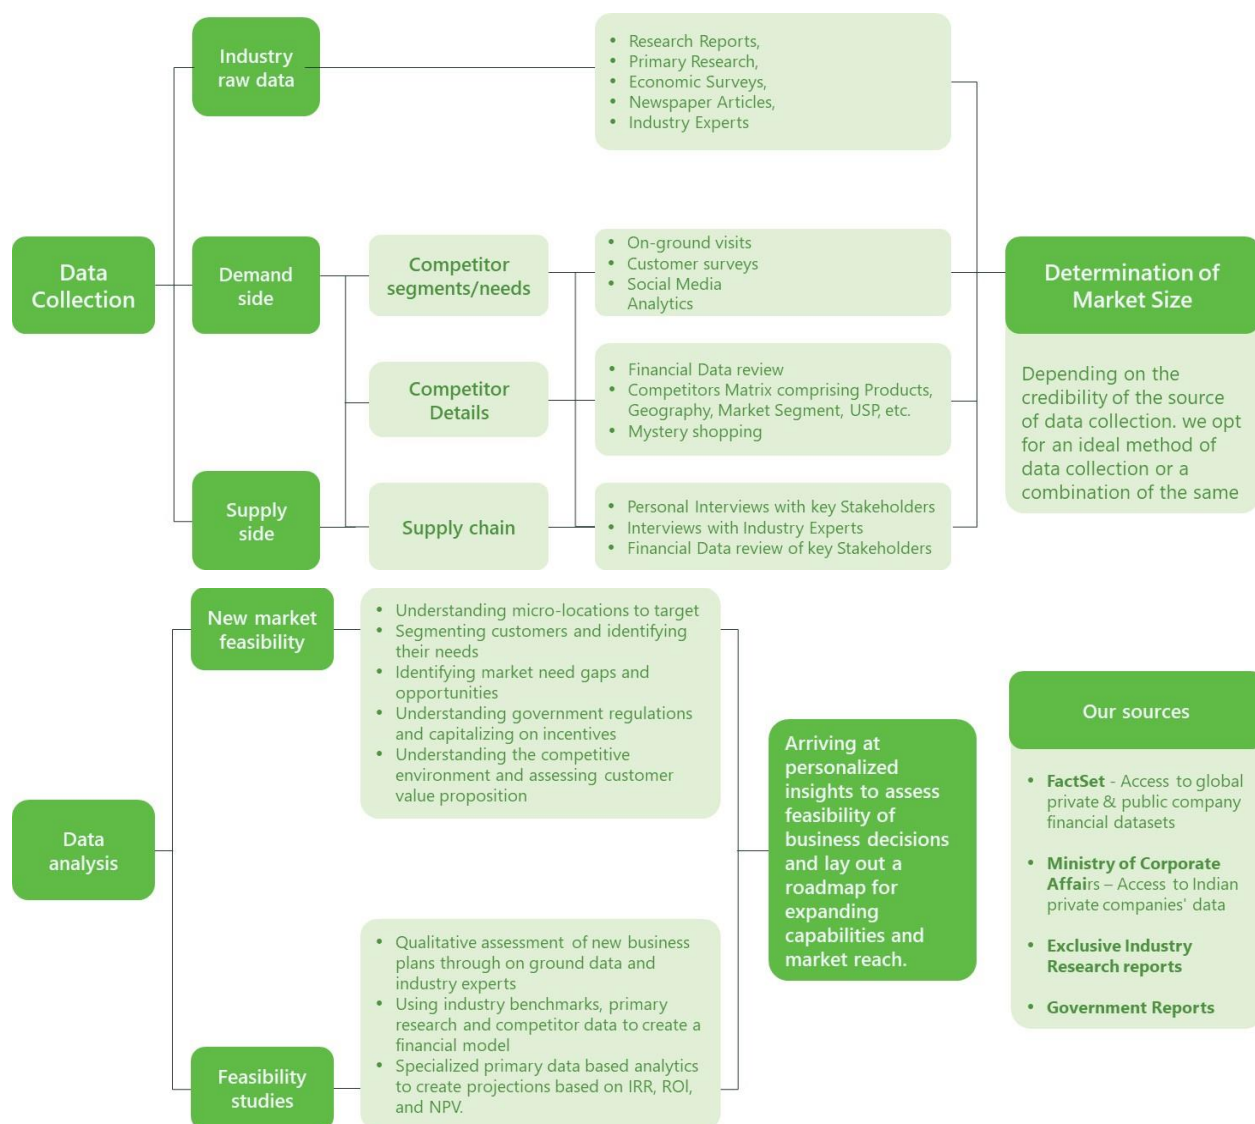 Industry
raw data
• Research Reports,
• Primary Research,
• Economic Surveys,
• Newspaper Articles,
• Industry Experts
Data
Collection
Demand
side
Competitor
segments/needs
• On-ground visits
• Customer surveys
• Social Media
Analytics
Determination of
Market Size
Competitor
Details
• Financial Data review
• Competitors Matrix comprising Products,
Geography, Market Segment, USP, etc.
• Mystery shopping
Depending on the
credibility of the source
of data collection. we opt
for an ideal method of
data collection or a
combination of the same
Supply
side
Supply chain
• Personal Interviews with key Stakeholders
• Interviews with Industry Experts
• Financial Data review of key Stakeholders
New market
feasibility
• Understanding micro-locations to target
• Segmenting customers and identifying
their needs
• Identifying market need gaps and
opportunities
• Understanding government regulations
and capitalizing on incentives
• Understanding the competitive
environment and assessing customer
value proposition
Data
analysis
Feasibility
studies
• Qualitative assessment of new business
plans through on ground data and
industry experts
• Using industry benchmarks, primary
research and competitor data to create a
financial model
• Specialized primary data based analytics
to create projections based on IRR, ROI,
and NPV.
Arriving at
personalized
insights to assess
feasibility of
business decisions
and lay out a
roadmap for
expanding
capabilities and
market reach.
Our sources
• FactSet - Access to global
private & public company
financial datasets
• Ministry of Corporate
Affairs – Access to Indian
private companies' data
• Exclusive Industry
Research reports
• Government Reports